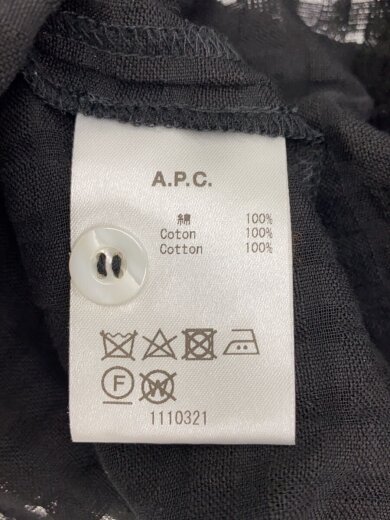 A.P.C.
綿 100%
Coton 100%
Cotton 100%
F W
1110321